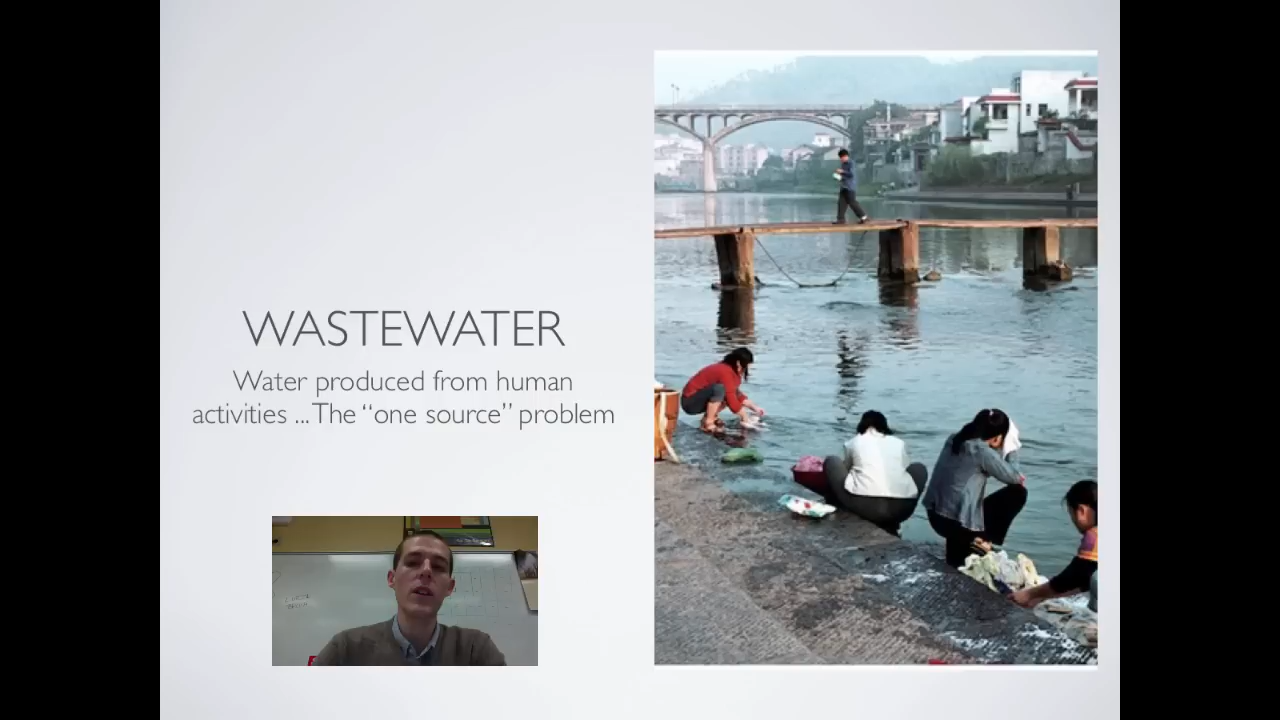 WASTEWATER
Water produced from human
activities ... The “one source” problem